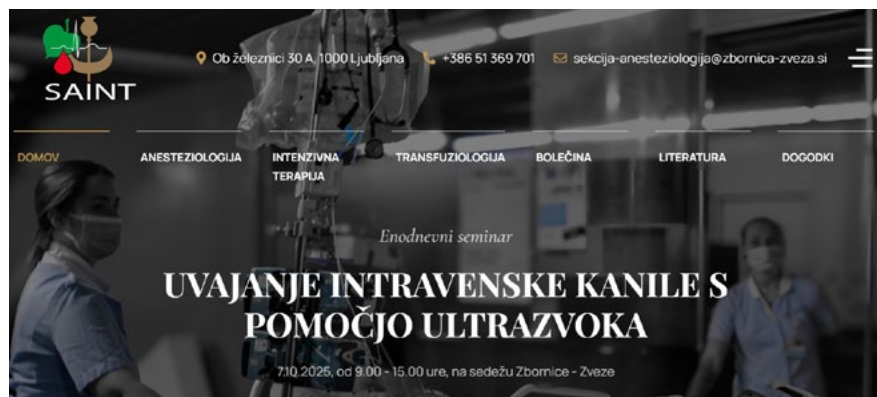 SAINT
Ob železnici 30 A, 1000 Ljubljana
+386 51 369 701
sekcija-anesteziologija@zbornica-zveza.si
DOMOV
ANESTEZIOLOGIJA
INTENZIVNA
TERAPIJA
TRANSFUZIOLOGIJA
BOLEČINA
LITERATURA
DOGODKI
Enodnevni seminar
UVAJANJE INTRAVENSKE KANILE S
POMOČJO ULTRAZVOKA
7.10.2025, od 9.00 - 15.00 ure, na sedežu Zbornice - Zveze